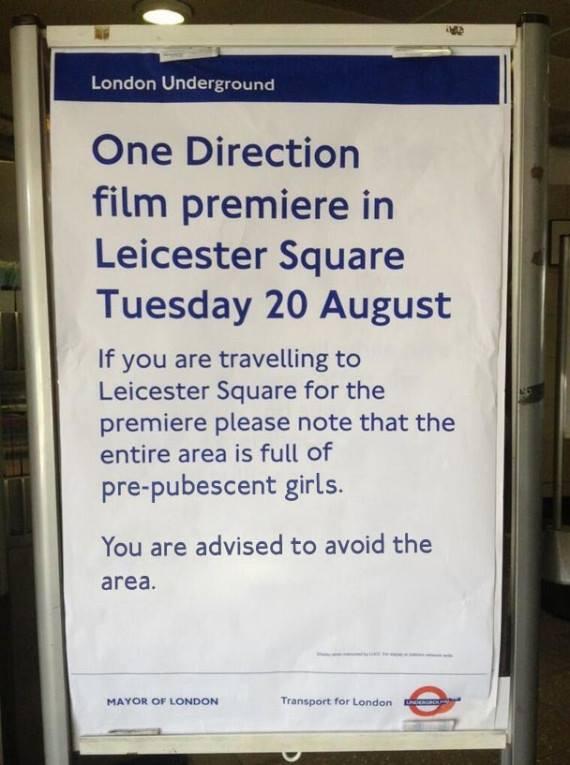 London Underground
One Direction
film premiere in
Leicester Square
Tuesday 20 August
If you are travelling to
Leicester Square for the
premiere please note that the
entire area is full of
pre-pubescent girls.
You are advised to avoid the
area.
MAYOR OF LONDON
Transport for London
UNDERGROUND